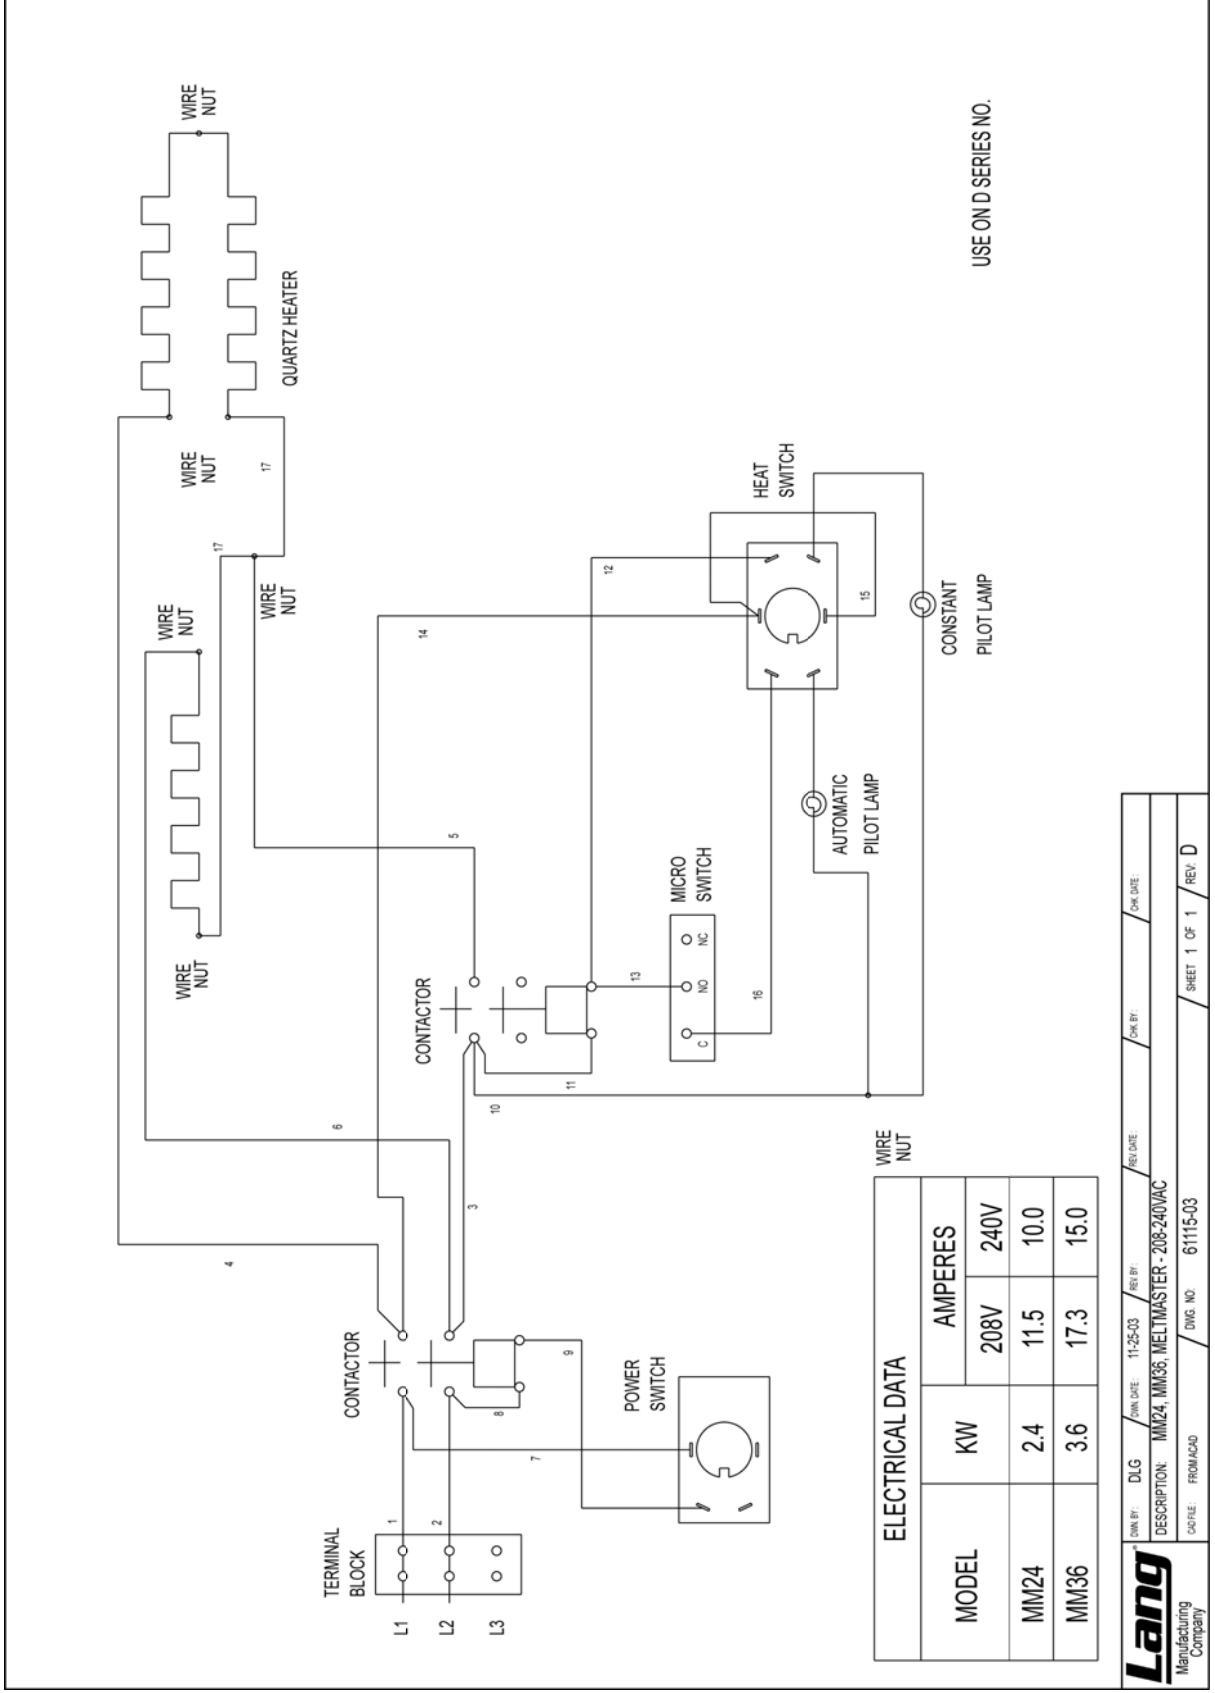 WIRE
NUT
QUARTZ HEATER
WIRE
NUT
17
17
WIRE
NUT
WIRE
NUT
WIRE
NUT
4
6
14
5
12
3
10
11
13
CONTACTOR
MICRO
SWITCH
C
NO
NC
16
HEAT
SWITCH
15
AUTOMATIC
PILOT LAMP
CONSTANT
PILOT LAMP
WIRE
NUT
USE ON D SERIES NO.
TERMINAL
BLOCK
L1
L2
L3
1
2
CONTACTOR
7
8
9
POWER
SWITCH
ELECTRICAL DATA
MODEL
KW
AMPERES
208V
240V
MM24
2.4
11.5
10.0
MM36
3.6
17.3
15.0
Lang®
Manufacturing
Company
DWN. BY: DLG
DWN. DATE: 11-25-03
REV. BY:
REV. DATE:
CHK. BY:
CHK. DATE:
DESCRIPTION: MM24, MM36, MELTMASTER - 208-240VAC
CAD FILE: FROM ACAD
DWG. NO: 61115-03
SHEET 1 OF 1
REV: D